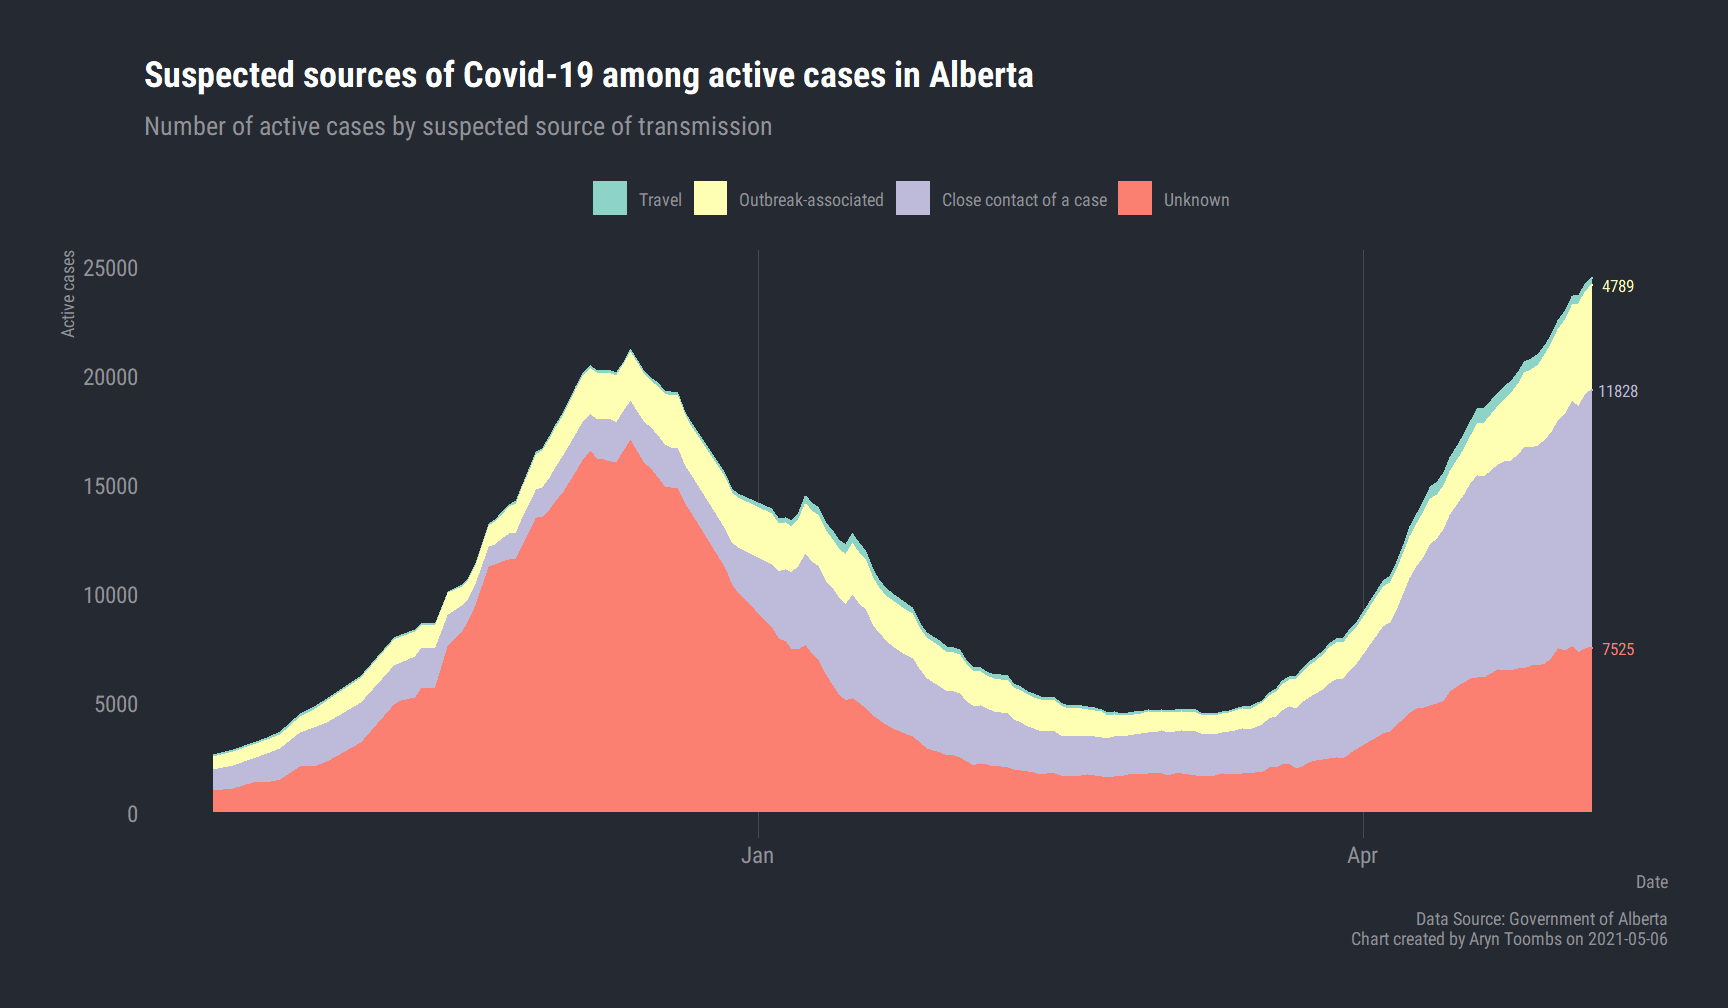 Suspected sources of Covid-19 among active cases in Alberta
Number of active cases by suspected source of transmission
Travel
Outbreak-associated
Close contact of a case
Unknown
Active cases
25000
20000
15000
10000
5000
0
4789
11828
7525
Jan
Apr
Date
Data Source: Government of Alberta
Chart created by Aryn Toombs on 2021-05-06